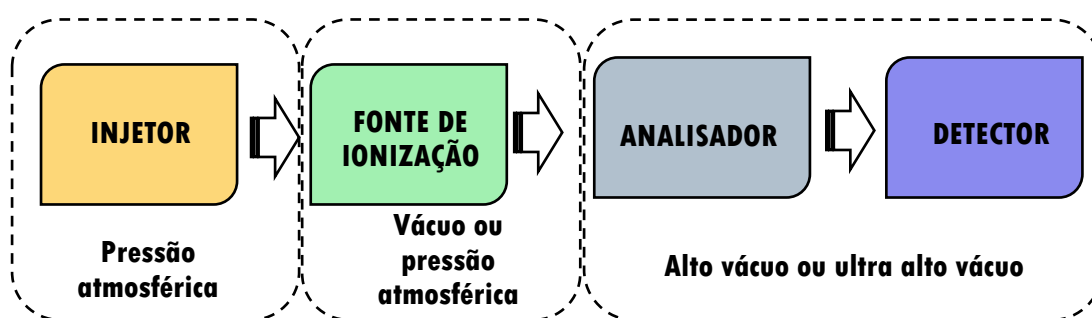 INJETOR
FONTE DE
IONIZAÇÃO
ANALISADOR
DETECTOR
Pressão
atmosférica
Vácuo ou
pressão
atmosférica
Alto vácuo ou ultra alto vácuo